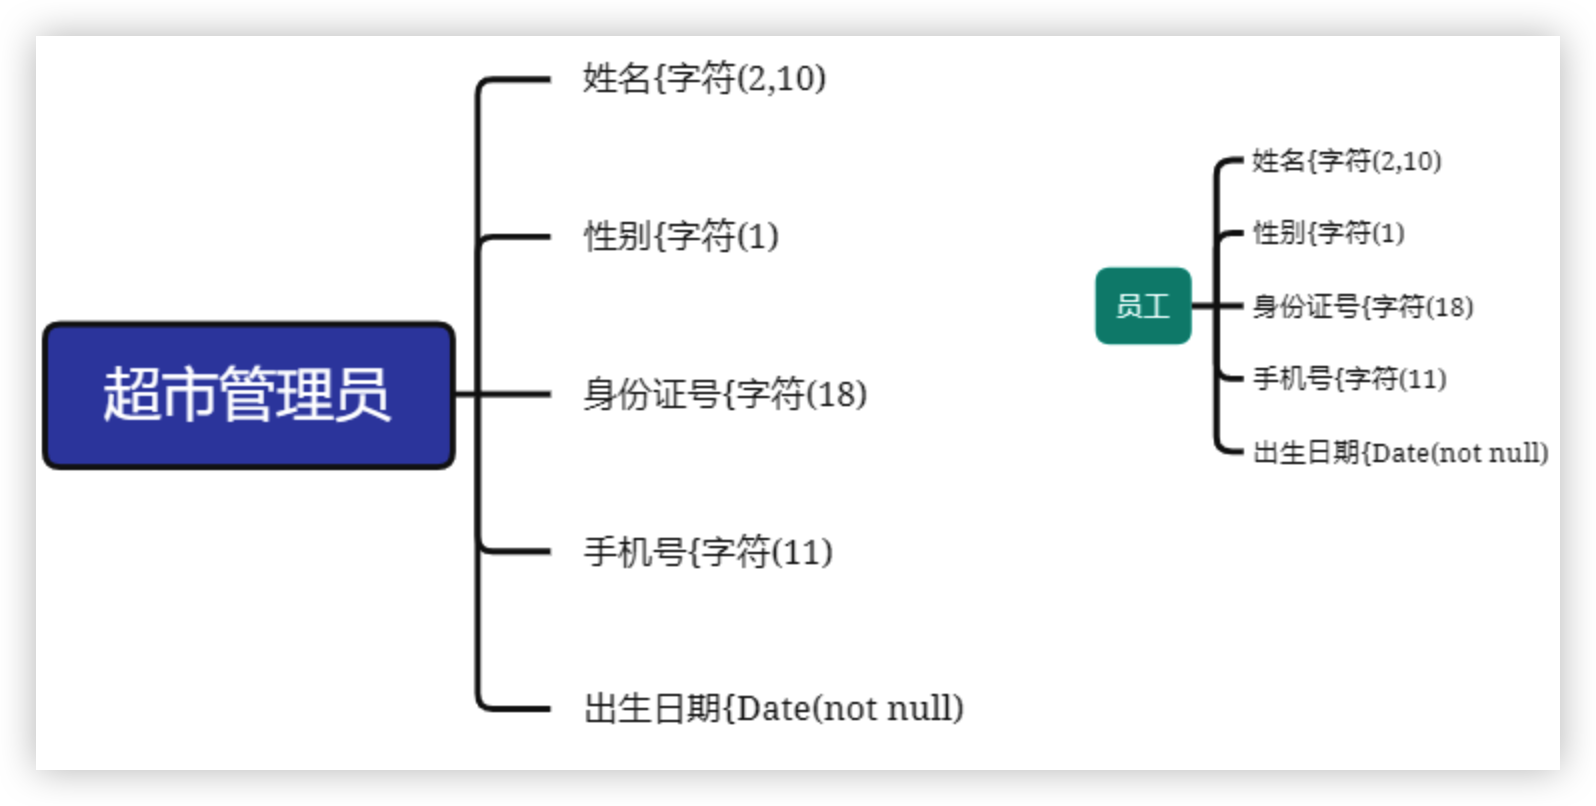 超市管理员
姓名{字符(2,10)
性别{字符(1)
身份证号{字符(18)
手机号{字符(11)
出生日期{Date(not null)
员工
姓名{字符(2,10)
性别{字符(1)
身份证号{字符(18)
手机号{字符(11)
出生日期{Date(not null)